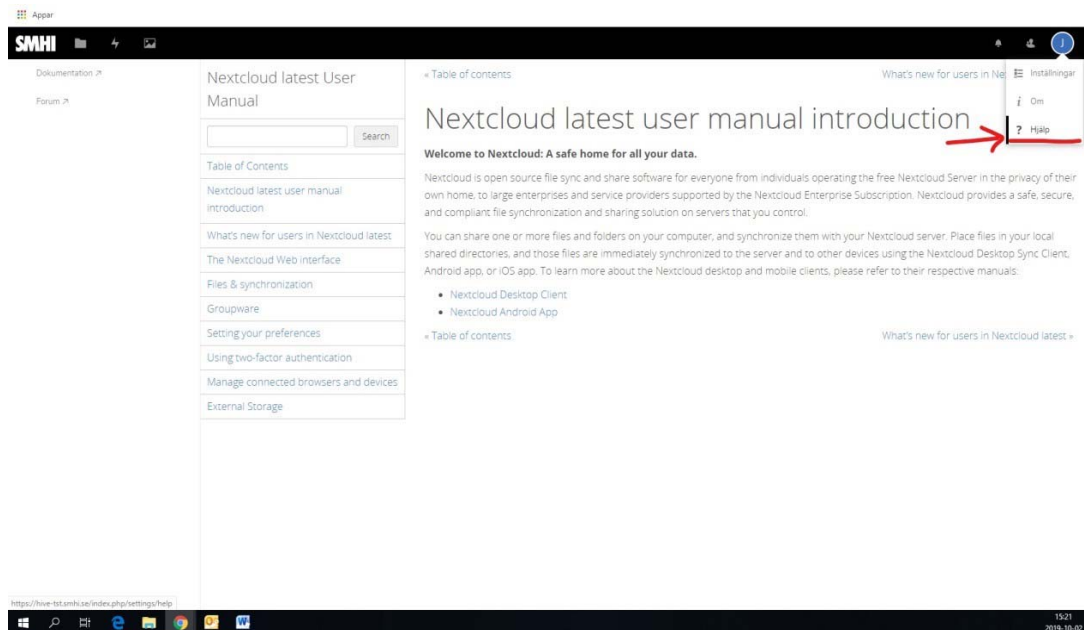 Appar
SMHI
J
Dokumentation ↗
Forum ↗
Nextcloud latest User
Manual
Search
Table of Contents
Nextcloud latest user manual
introduction
What's new for users in Nextcloud latest
The Nextcloud Web interface
Files & synchronization
Groupware
Setting your preferences
Using two-factor authentication
Manage connected browsers and devices
External Storage
« Table of contents
What's new for users in Ne
Inställningar
i Om
? Hjälp
Nextcloud latest user manual introduction
Welcome to Nextcloud: A safe home for all your data.
Nextcloud is open source file sync and share software for everyone from individuals operating the free Nextcloud Server in the privacy of their
own home, to large enterprises and service providers supported by the Nextcloud Enterprise Subscription. Nextcloud provides a safe, secure,
and compliant file synchronization and sharing solution on servers that you control.
You can share one or more files and folders on your computer, and synchronize them with your Nextcloud server. Place files in your local
shared directories, and those files are immediately synchronized to the server and to other devices using the Nextcloud Desktop Sync Client,
Android app, or iOS app. To learn more about the Nextcloud desktop and mobile clients, please refer to their respective manuals:
• Nextcloud Desktop Client
• Nextcloud Android App
« Table of contents
What's new for users in Nextcloud latest »
https://hive-tst.smhi.se/index.php/settings/help
15:21
2019-10-02